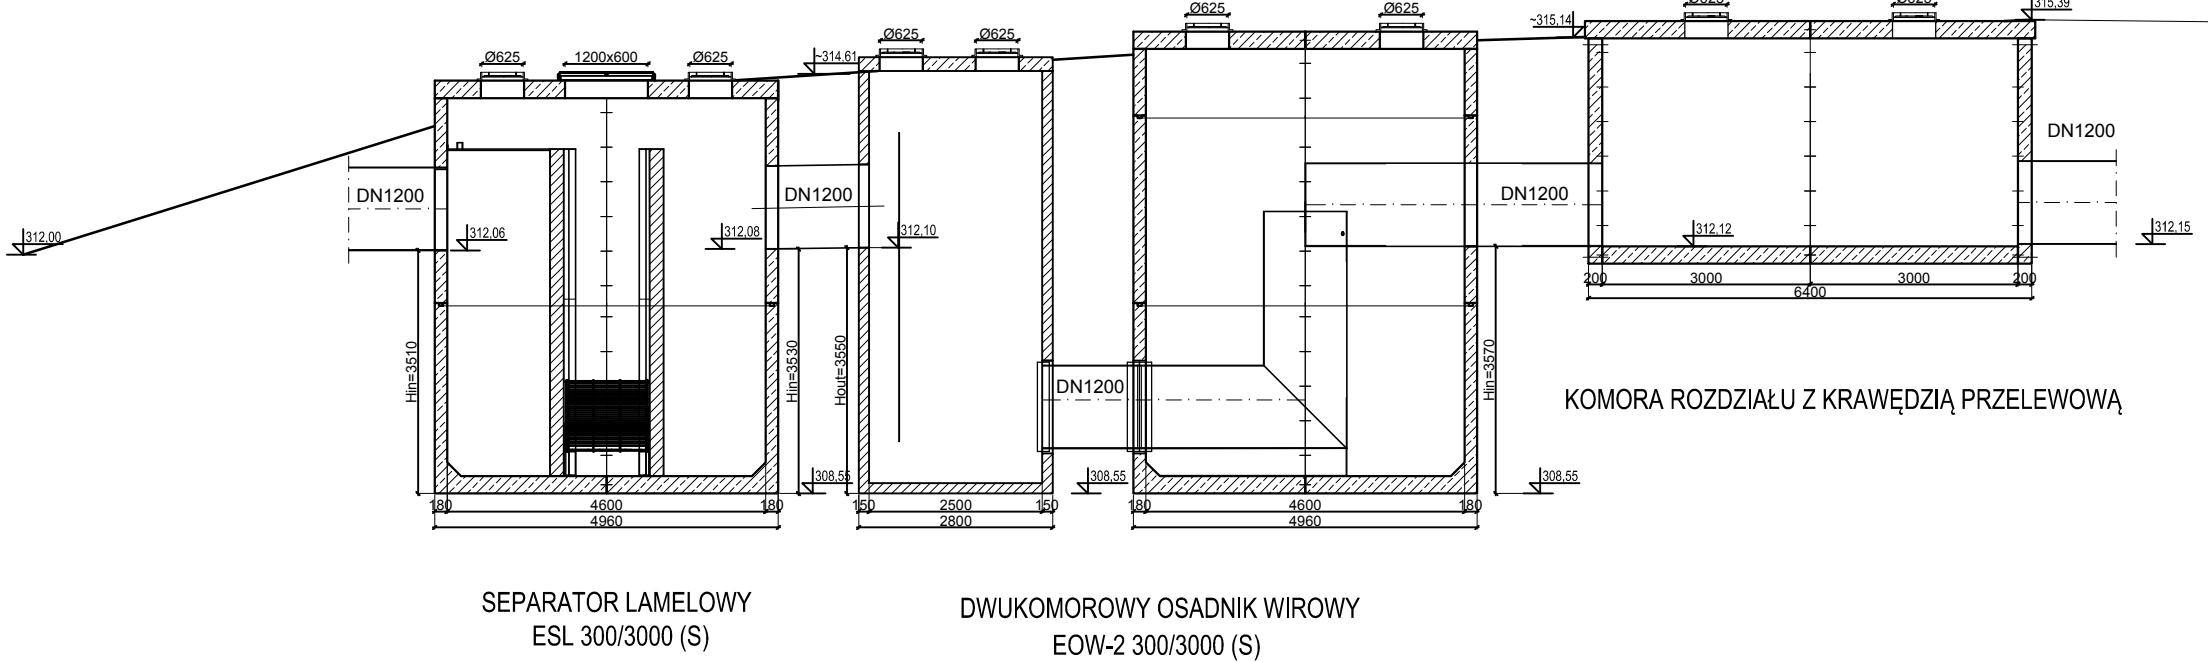 Ø625
Ø625
~315,14
Ø625
Ø625
315,39
Ø625
1200x600
Ø625
~314.61
Ø625
Ø625
DN1200
DN1200
DN1200
DN1200
312,00
312,06
312,08
312,10
312,12
312,15
200
3000
3000
200
6400
Hin=3510
Hin=3530
Hout=3550
DN1200
Hin=3570
KOMORA ROZDZIAŁU Z KRAWĘDZIĄ PRZELEWOWĄ
308,55
308,55
308,55
180
4600
180
150
2500
150
180
4600
180
4960
2800
4960
SEPARATOR LAMELOWY
ESL 300/3000 (S)
DWUKOMOROWY OSADNIK WIROWY
EOW-2 300/3000 (S)